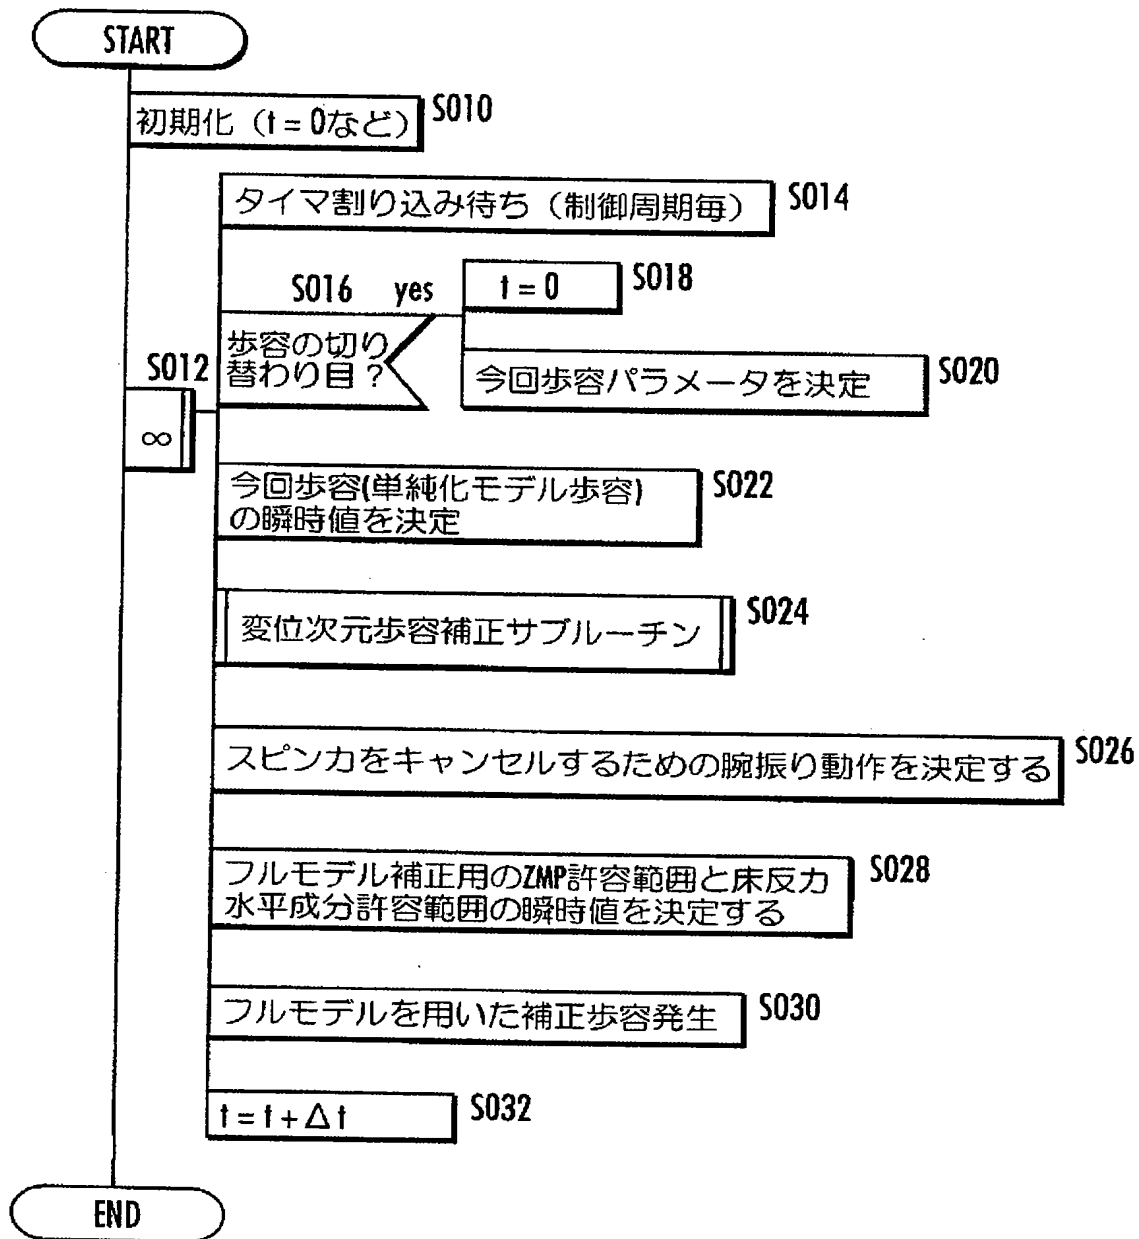 START
初期化（t = 0など）
S010
タイマ割り込み待ち（制御周期毎）
S014
S016
yes
t = 0
S018
歩容の切り
替わり目？
今回歩容パラメータを決定
S020
S012
∞
今回歩容(単純化モデル歩容)
の瞬時値を決定
S022
変位次元歩容補正サブルーチン
S024
スピン力をキャンセルするための腕振り動作を決定する
S026
フルモデル補正用のZMP許容範囲と床反力
水平成分許容範囲の瞬時値を決定する
S028
フルモデルを用いた補正歩容発生
S030
t = t + Δ t
S032
END